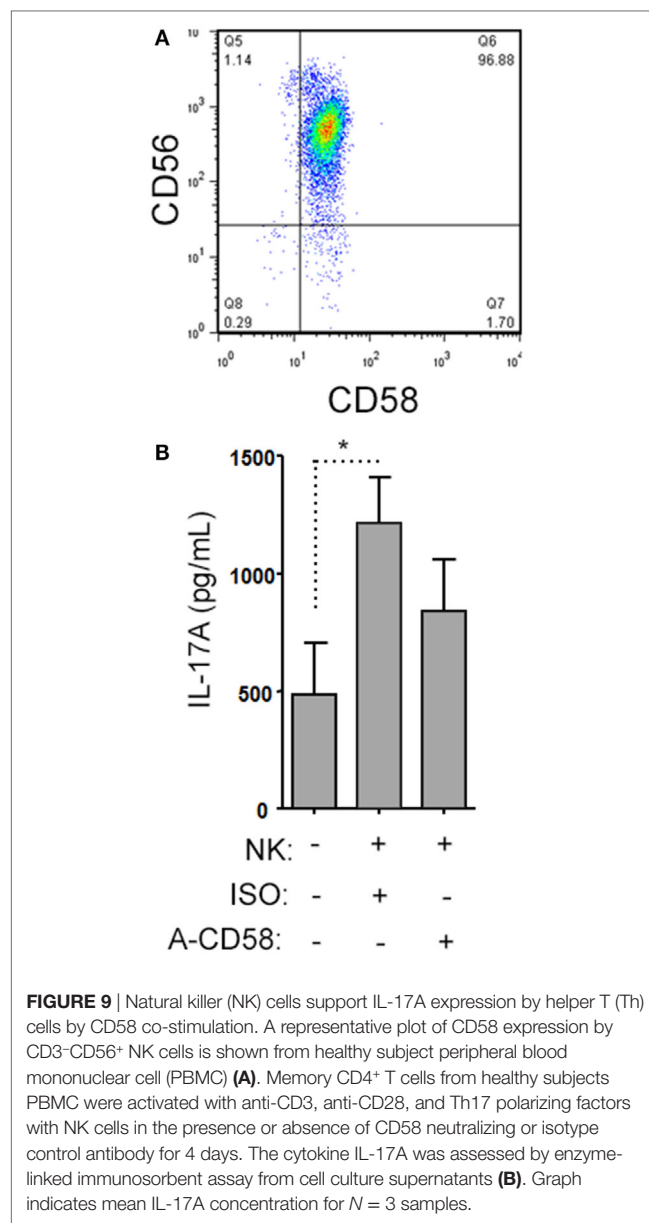 A
Q5
1.14
Q6
96.88
10
10³
10²
10¹
10⁰
Q8
0.29
Q7
1.70
10⁰ 10¹ 10² 10³ 10⁴
CD56
CD58
B
*
1500
1000
500
0
IL-17A (pg/mL)
NK: - + +
ISO: - + -
A-CD58: - - +
FIGURE 9 | Natural killer (NK) cells support IL-17A expression by helper T (Th)
cells by CD58 co-stimulation. A representative plot of CD58 expression by
CD3⁻CD56⁺ NK cells is shown from healthy subject peripheral blood
mononuclear cell (PBMC) (A). Memory CD4⁺ T cells from healthy subjects
PBMC were activated with anti-CD3, anti-CD28, and Th17 polarizing factors
with NK cells in the presence or absence of CD58 neutralizing or isotype
control antibody for 4 days. The cytokine IL-17A was assessed by enzyme-
linked immunosorbent assay from cell culture supernatants (B). Graph
indicates mean IL-17A concentration for N = 3 samples.